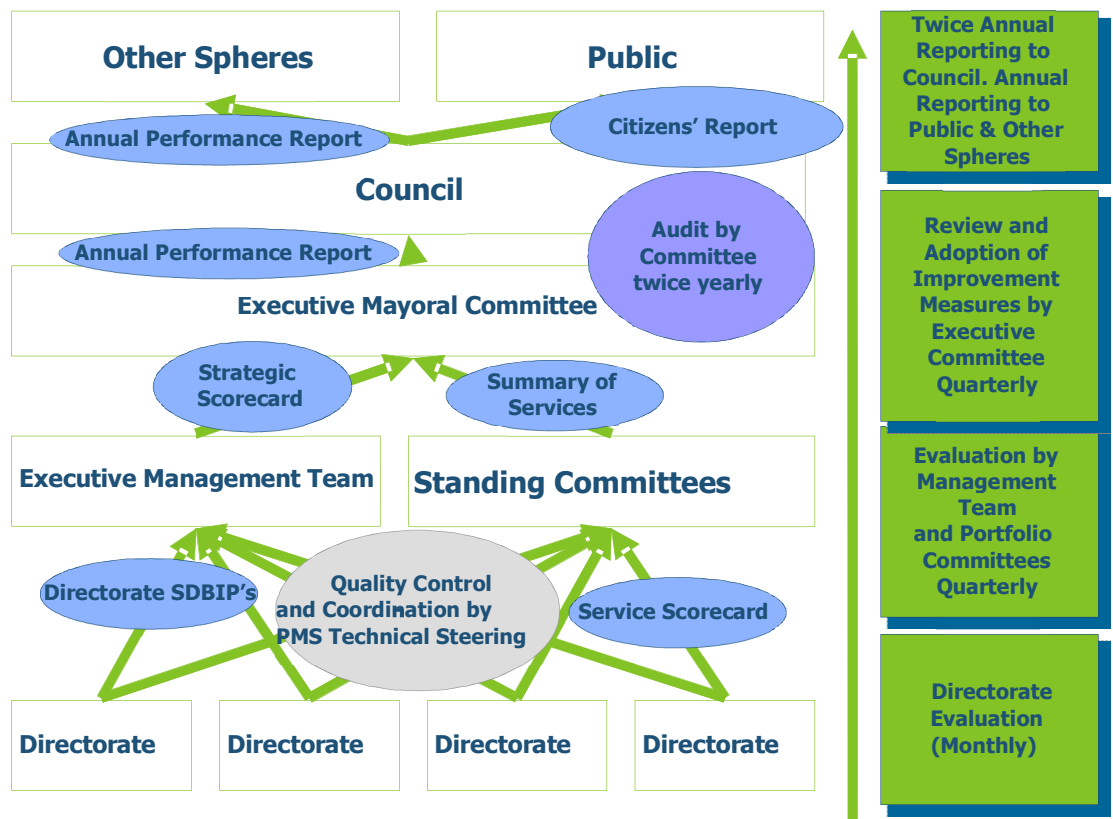 Other Spheres
Public
Annual Performance Report
Citizens’ Report
Council
Annual Performance Report
Audit by
Committee
twice yearly
Executive Mayoral Committee
Strategic
Scorecard
Summary of
Services
Executive Management Team
Standing Committees
Directorate SDBIP’s
Quality Control
and Coordination by
PMS Technical Steering
Service Scorecard
Directorate
Directorate
Directorate
Directorate
Twice Annual
Reporting to
Council. Annual
Reporting to
Public & Other
Spheres
Review and
Adoption of
Improvement
Measures by
Executive
Committee
Quarterly
Evaluation by
Management
Team
and Portfolio
Committees
Quarterly
Directorate
Evaluation
(Monthly)